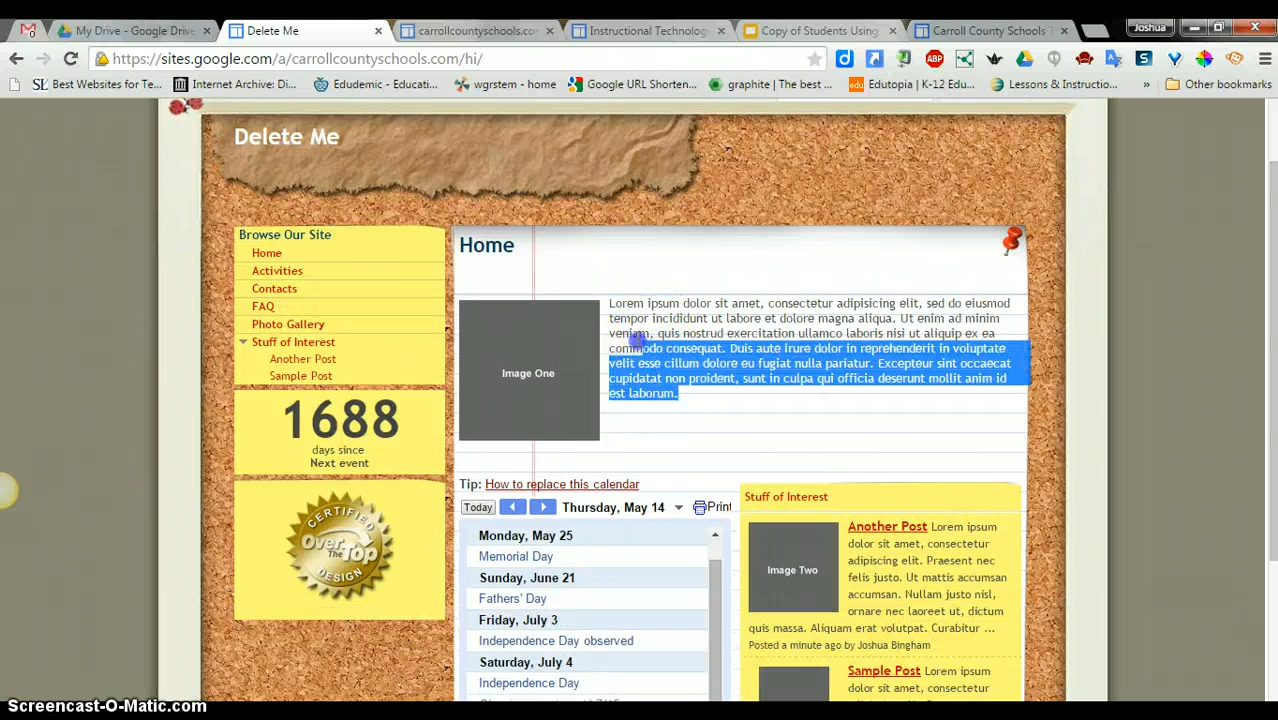 My Drive - Google Drive
Delete Me
carrollcountyschools.co
Instructional Technolog
Copy of Students Using
Carroll County Schools T
Joshua
https://sites.google.com/a/carrollcountyschools.com/hi/
Best Websites for Te...
Internet Archive: Di...
Edudemic - Educati...
wgrstem - home
Google URL Shorten...
graphite | The best ...
edu
Edutopia | K-12 Educ...
Lessons & Instructio...
»
Other bookmarks
Delete Me
Browse Our Site
Home
Activities
Contacts
FAQ
Photo Gallery
Stuff of Interest
Another Post
Sample Post
1688
days since
Next event
CERTIFIED
Over
The Top
DESIGN
Home
Image One
Lorem ipsum dolor sit amet, consectetur adipisicing elit, sed do eiusmod
tempor incididunt ut labore et dolore magna aliqua. Ut enim ad minim
veniam, quis nostrud exercitation ullamco laboris nisi ut aliquip ex ea
commodo consequat. Duis aute irure dolor in reprehenderit in voluptate
velit esse cillum dolore eu fugiat nulla pariatur. Excepteur sint occaecat
cupidatat non proident, sunt in culpa qui officia deserunt mollit anim id
est laborum.
Tip: How to replace this calendar
Today
Thursday, May 14
Print
Monday, May 25
Memorial Day
Sunday, June 21
Fathers' Day
Friday, July 3
Independence Day observed
Saturday, July 4
Independence Day
Stuff of Interest
Image Two
Another Post Lorem ipsum
dolor sit amet, consectetur
adipiscing elit. Praesent nec
felis justo. Ut mattis accumsan
accumsan. Nullam justo nisl,
ornare nec laoreet ut, dictum
quis massa. Aliquam erat volutpat. Curabitur ...
Posted a minute ago by Joshua Bingham
Sample Post Lorem ipsum
dolor sit amet, consectetur
Screencast-O-Matic.com